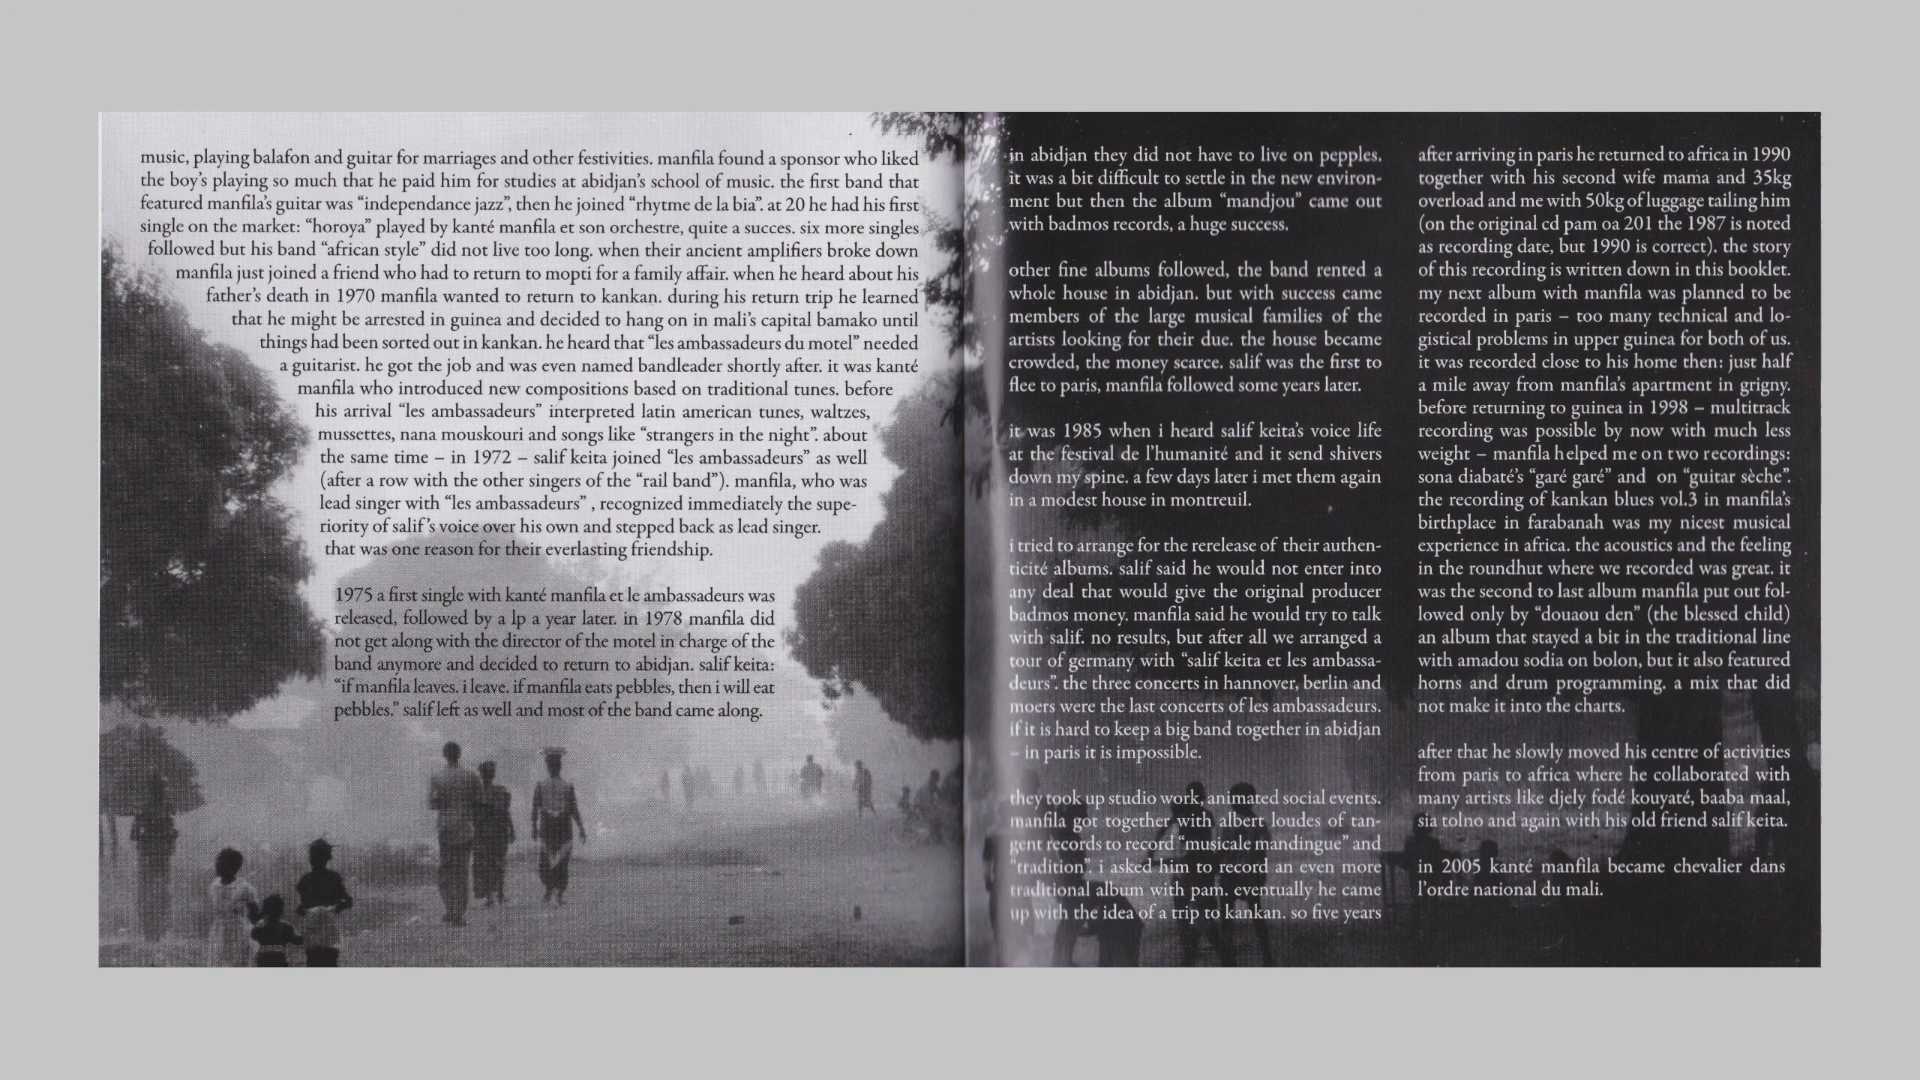 music, playing balafon and guitar for marriages and other festivities. manfila found a sponsor who liked
the boy's playing so much that he paid him for studies at abidjan's school of music. the first band that
featured manfila's guitar was “independance jazz”, then he joined “rhytme de la bia”. at 20 he had his first
single on the market: “horoya” played by kanté manfila et son orchestre, quite a succes. six more singles
followed but his band “african style” did not live too long. when their ancient amplifiers broke down
manfila just joined a friend who had to return to mopti for a family affair. when he heard about his
father's death in 1970 manfila wanted to return to kankan. during his return trip he learned
that he might be arrested in guinea and decided to hang on in mali's capital bamako until
things had been sorted out in kankan. he heard that “les ambassadeurs du motel” needed
a guitarist. he got the job and was even named bandleader shortly after. it was kanté
manfila who introduced new compositions based on traditional tunes. before
his arrival “les ambassadeurs” interpreted latin american tunes, waltzes,
mussettes, nana mouskouri and songs like “strangers in the night”. about
the same time – in 1972 – salif keita joined “les ambassadeurs” as well
(after a row with the other singers of the “rail band”). manfila, who was
lead singer with “les ambassadeurs” , recognized immediately the supe-
riority of salif's voice over his own and stepped back as lead singer.
that was one reason for their everlasting friendship.
1975 a first single with kanté manfila et le ambassadeurs was
released, followed by a lp a year later. in 1978 manfila did
not get along with the director of the motel in charge of the
band anymore and decided to return to abidjan. salif keita:
“if manfila leaves. i leave. if manfila eats pebbles, then i will eat
pebbles.” salif left as well and most of the band came along.
in abidjan they did not have to live on pepples.
it was a bit difficult to settle in the new environ-
ment but then the album “mandjou” came out
with badmos records, a huge success.
other fine albums followed, the band rented a
whole house in abidjan. but with success came
members of the large musical families of the
artists looking for their due. the house became
crowded, the money scarce. salif was the first to
flee to paris, manfila followed some years later.
it was 1985 when i heard salif keita's voice life
at the festival de l'humanité and it send shivers
down my spine. a few days later i met them again
in a modest house in montreuil.
i tried to arrange for the rerelease of their authen-
ticité albums. salif said he would not enter into
any deal that would give the original producer
badmos money. manfila said he would try to talk
with salif. no results, but after all we arranged a
tour of germany with “salif keita et les ambassa-
deurs”. the three concerts in hannover, berlin and
moers were the last concerts of les ambassadeurs.
if it is hard to keep a big band together in abidjan
– in paris it is impossible.
they took up studio work, animated social events.
manfila got together with albert loudes of tan-
gent records to record “musicale mandingue” and
“tradition”. i asked him to record an even more
traditional album with pam. eventually he came
up with the idea of a trip to kankan. so five years
after arriving in paris he returned to africa in 1990
together with his second wife mama and 35kg
overload and me with 50kg of luggage tailing him
(on the original cd pam oa 201 the 1987 is noted
as recording date, but 1990 is correct). the story
of this recording is written down in this booklet.
my next album with manfila was planned to be
recorded in paris – too many technical and lo-
gistical problems in upper guinea for both of us.
it was recorded close to his home then: just half
a mile away from manfila's apartment in grigny.
before returning to guinea in 1998 – multitrack
recording was possible by now with much less
weight – manfila helped me on two recordings:
sona diabaté's “garé garé” and on “guitar sèche”.
the recording of kankan blues vol.3 in manfila's
birthplace in farabanah was my nicest musical
experience in africa. the acoustics and the feeling
in the roundhut where we recorded was great. it
was the second to last album manfila put out fol-
lowed only by “douaou den” (the blessed child)
an album that stayed a bit in the traditional line
with amadou sodia on bolon, but it also featured
horns and drum programming. a mix that did
not make it into the charts.
after that he slowly moved his centre of activities
from paris to africa where he collaborated with
many artists like djely fodé kouyaté, baaba maal,
sia tolno and again with his old friend salif keita.
in 2005 kanté manfila became chevalier dans
l'ordre national du mali.